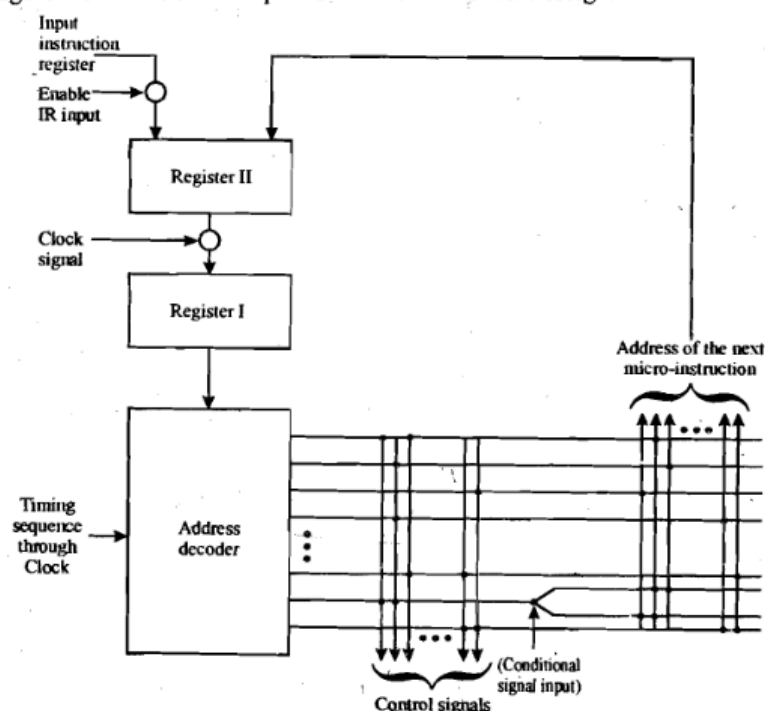 Input
instruction
register
Enable
IR input
Register II
Clock
signal
Register I
Address of the next
micro-instruction
Timing
sequence
through
Clock
Address
decoder
(Conditional
signal input)
Control signals